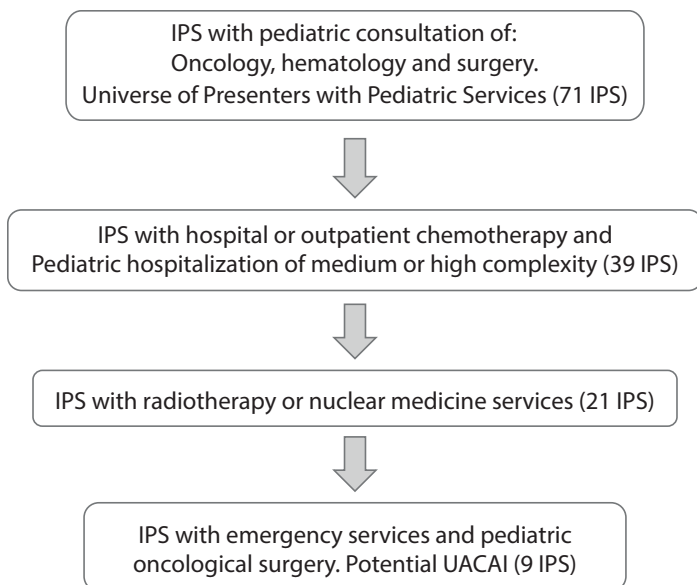 IPS with pediatric consultation of:
Oncology, hematology and surgery.
Universe of Presenters with Pediatric Services (71 IPS)
IPS with hospital or outpatient chemotherapy and
Pediatric hospitalization of medium or high complexity (39 IPS)
IPS with radiotherapy or nuclear medicine services (21 IPS)
IPS with emergency services and pediatric
oncological surgery. Potential UACAI (9 IPS)